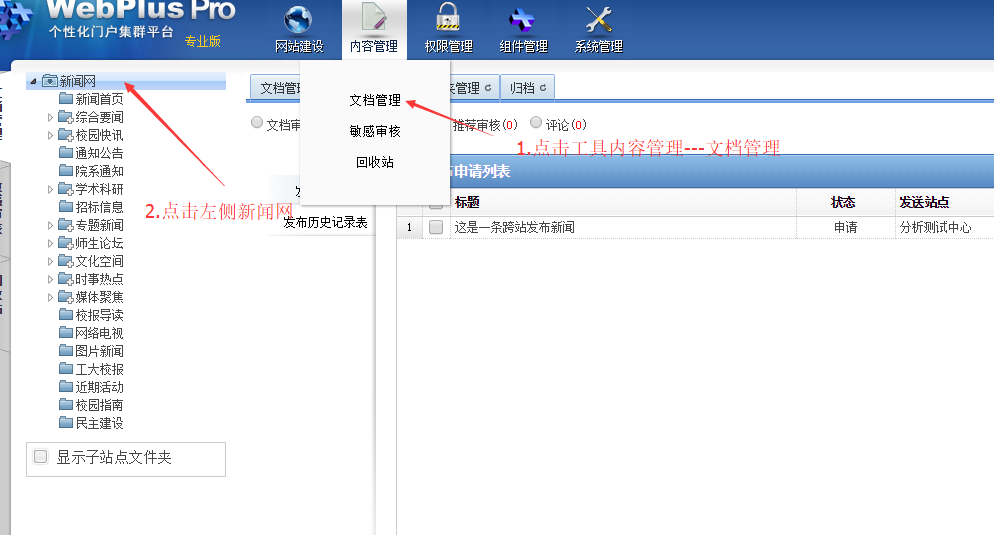 WebPlus Pro
个性化门户集群平台
专业版
网站建设
内容管理
权限管理
组件管理
系统管理
文档管理
敏感审核
回收站
新闻网
新闻首页
综合要闻
校园快讯
通知公告
院系通知
学术科研
招标信息
专题新闻
师生论坛
文化空间
时事热点
媒体聚焦
校报导读
网络电视
图片新闻
工大校报
近期活动
校园指南
民主建设
显示子站点文件夹
文档管
管理
归档
文档审
推荐审核(0)
评论(0)
1.点击工具内容管理---文档管理
2.点击左侧新闻网
申请列表
发布历史记录表
标题 状态 发送站点
1 这是一条跨站发布新闻 申请 分析测试中心